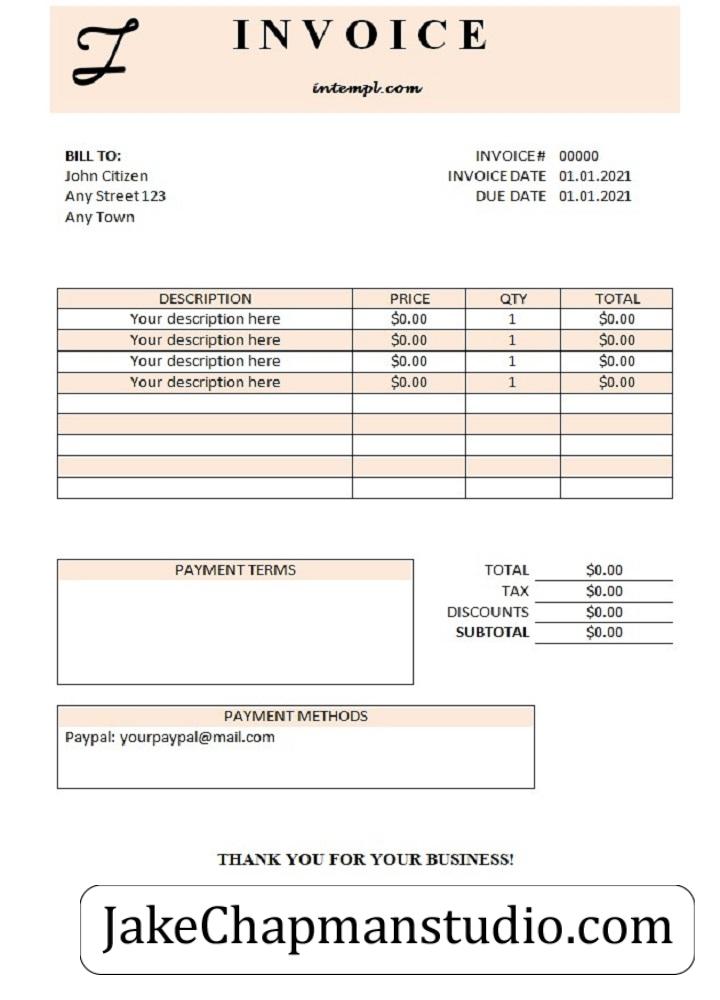 I
INVOICE
intempl.com
BILL TO:
John Citizen
Any Street 123
Any Town
INVOICE# 00000
INVOICE DATE 01.01.2021
DUE DATE 01.01.2021
DESCRIPTION PRICE QTY TOTAL
Your description here $0.00 1 $0.00
Your description here $0.00 1 $0.00
Your description here $0.00 1 $0.00
Your description here $0.00 1 $0.00
PAYMENT TERMS
TOTAL $0.00
TAX $0.00
DISCOUNTS $0.00
SUBTOTAL $0.00
PAYMENT METHODS
Paypal: yourpaypal@mail.com
THANK YOU FOR YOUR BUSINESS!
JakeChapmanstudio.com